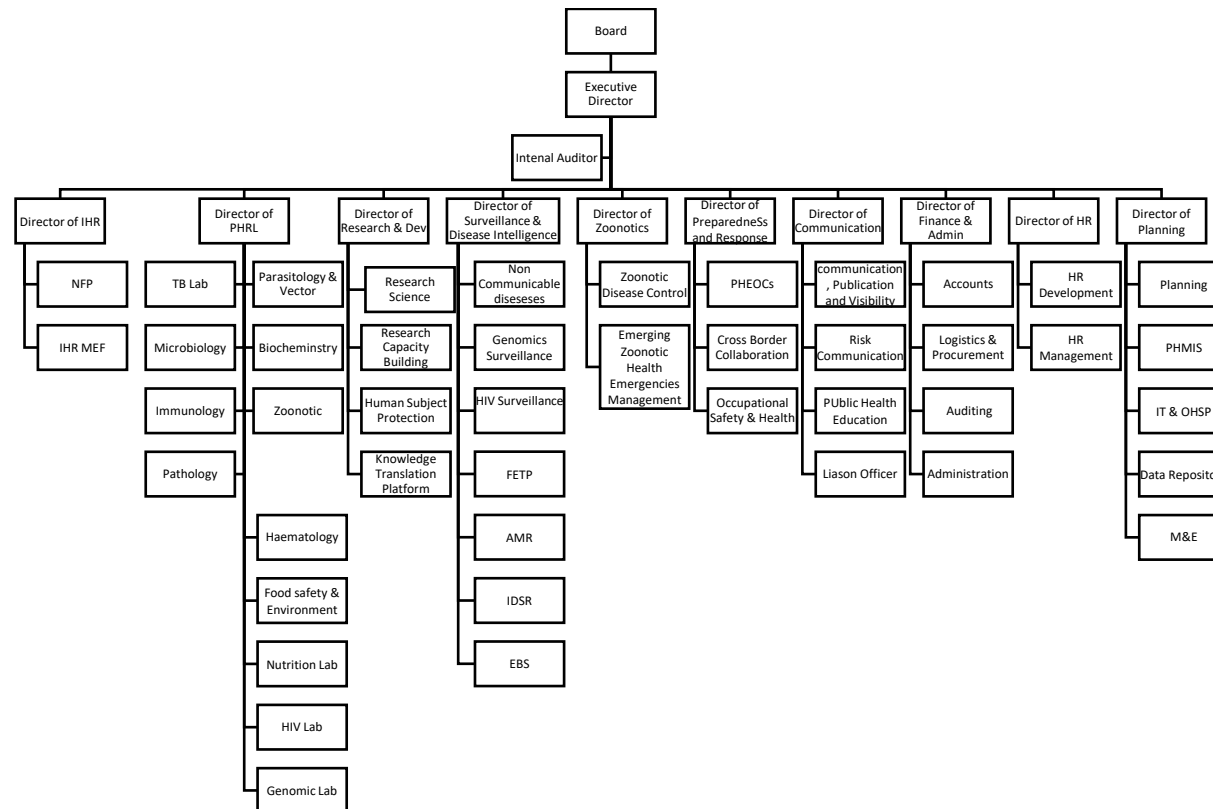 Board
Executive
Director
Intenal Auditor
Director of IHR
NFP
IHR MEF
Director of
PHRL
TB Lab
Parasitology &
Vector
Microbiology
Biocheminstry
Immunology
Zoonotic
Pathology
Haematology
Food safety &
Environment
Nutrition Lab
HIV Lab
Genomic Lab
Director of
Research & Dev
Research
Science
Research
Capacity
Building
Human Subject
Protection
Knowledge
Translation
Platform
Director of
Surveillance &
Disease Intelligence
Non
Communicable
diseseses
Genomics
Surveillance
HIV Surveillance
FETP
AMR
IDSR
EBS
Director of
Zoonotics
Zoonotic
Disease Control
Emerging
Zoonotic
Health
Emergencies
Management
Director of
PreparedneSs
and Response
PHEOCs
Cross Border
Collaboration
Occupational
Safety & Health
Director of
Communication
communication
, Publication
and Visibility
Risk
Communication
PUblic Health
Education
Liason Officer
Director of
Finance &
Admin
Accounts
Logistics &
Procurement
Auditing
Administration
Director of HR
HR
Development
HR
Management
Director of
Planning
Planning
PHMIS
IT & OHSP
Data Reposito
M&E